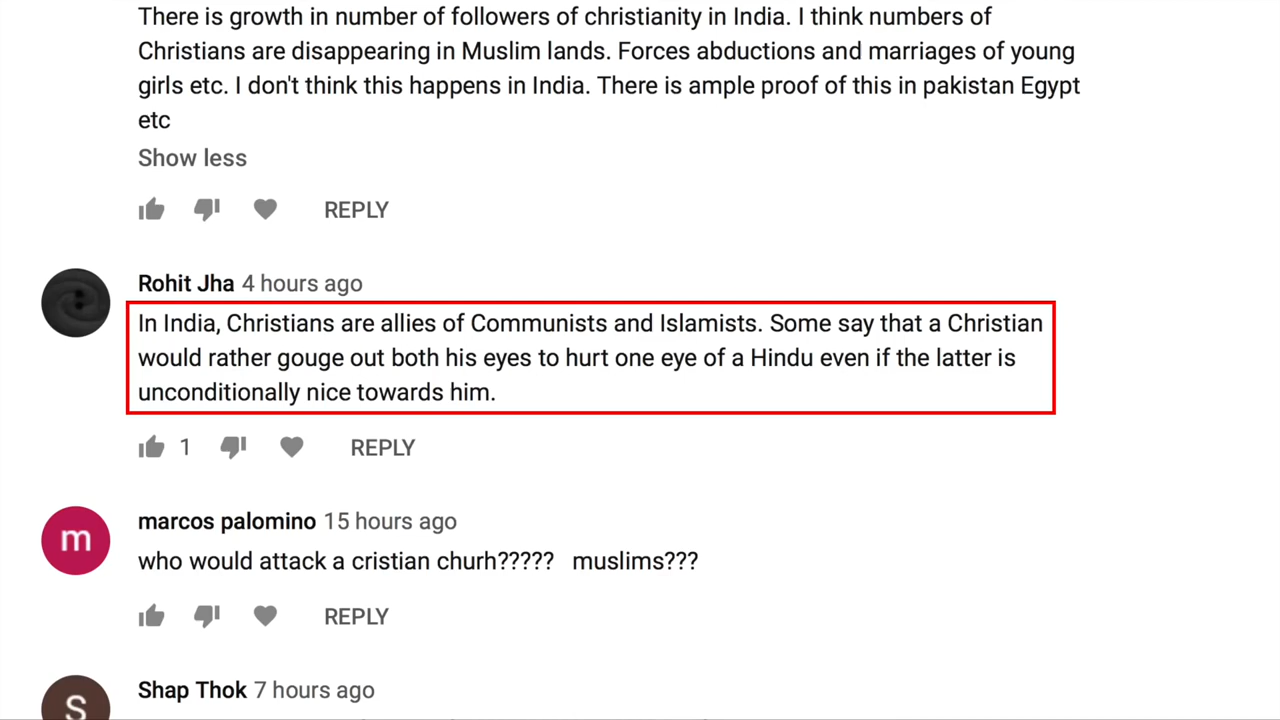 There is growth in number of followers of christianity in India. I think numbers of
Christians are disappearing in Muslim lands. Forces abductions and marriages of young
girls etc. I don't think this happens in India. There is ample proof of this in pakistan Egypt
etc
Show less
REPLY
Rohit Jha 4 hours ago
In India, Christians are allies of Communists and Islamists. Some say that a Christian
would rather gouge out both his eyes to hurt one eye of a Hindu even if the latter is
unconditionally nice towards him.
1 REPLY
m
marcos palomino 15 hours ago
who would attack a cristian churh????? muslims???
REPLY
S
Shap Thok 7 hours ago